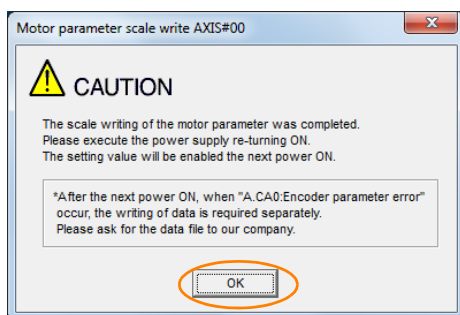 Motor parameter scale write AXIS#00
CAUTION
The scale writing of the motor parameter was completed.
Please execute the power supply re-turning ON.
The setting value will be enabled the next power ON.
*After the next power ON, when "A.CA0:Encoder parameter error"
occur, the writing of data is required separately.
Please ask for the data file to our company.
OK